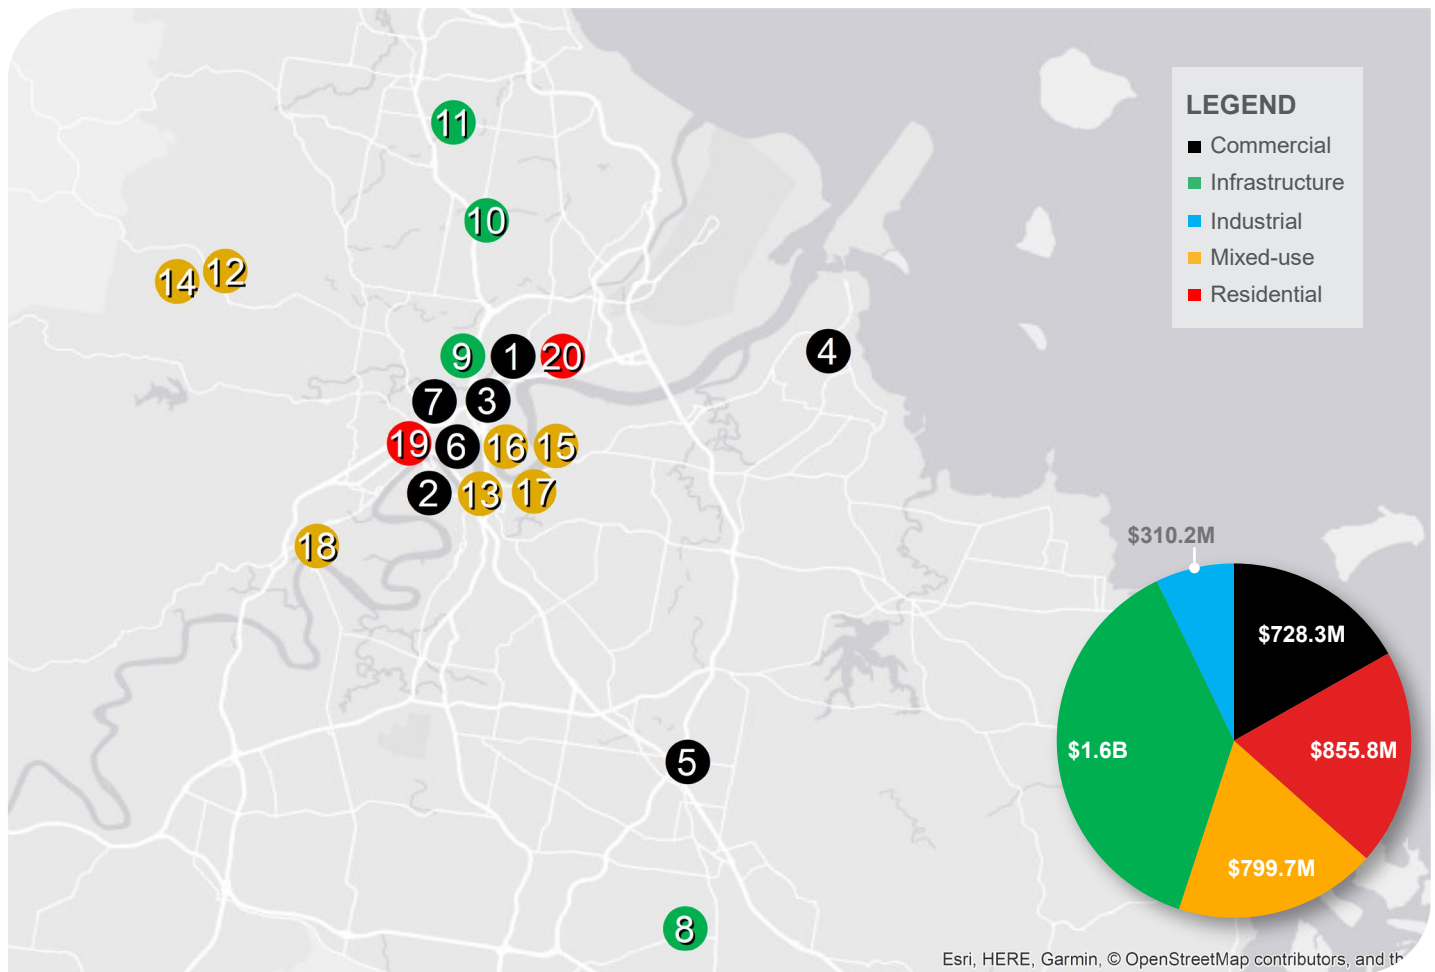 11
LEGEND
Commercial
Infrastructure
Industrial
Mixed-use
Residential
10
14 12
9 1 20 4
7 3
19 6 16 15
2 13 17
18
$310.2M
$728.3M
$1.6B $855.8M
5
$799.7M
8
Esri, HERE, Garmin, © OpenStreetMap contributors, and